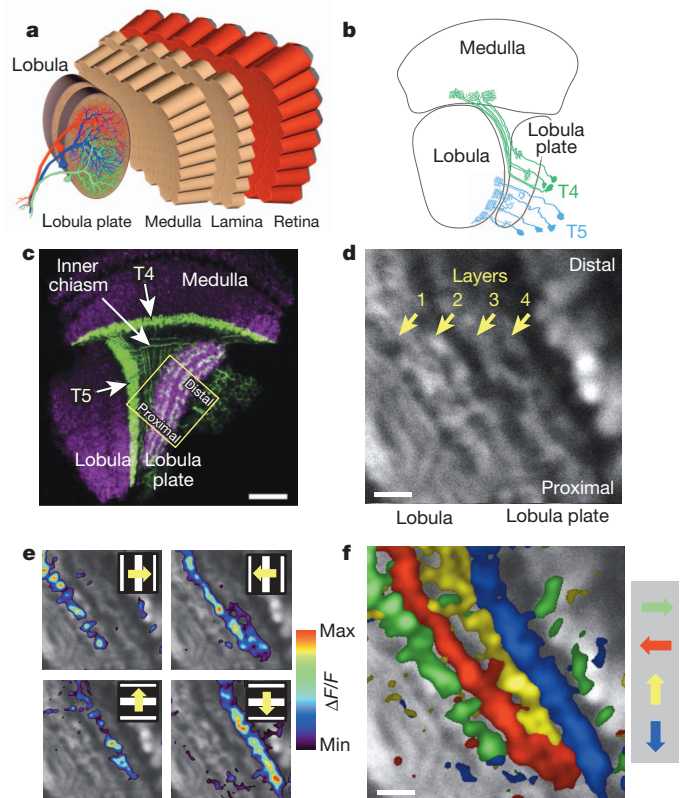 a
Lobula
Lobula plate Medulla Lamina Retina
b
Medulla
Lobula
Lobula
plate
T4
T5
c
Inner
chiasm
T4
Medulla
T5
Distal
Proximal
Lobula
Lobula
plate
d
Distal
Layers
1 2 3 4
Proximal
Lobula Lobula plate
e
Max
ΔF/F
Min
f